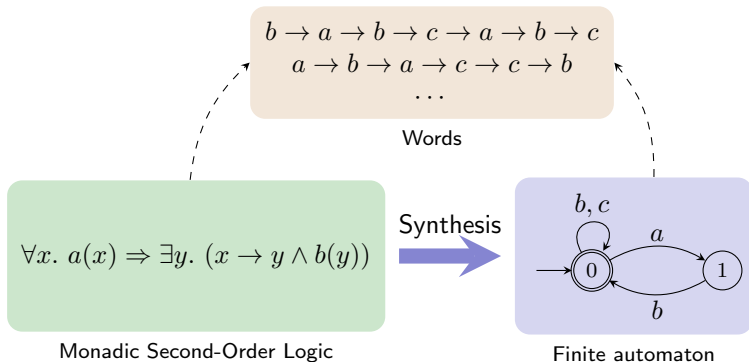 b → a → b → c → a → b → c
a → b → a → c → c → b
...
Words
∀x. a(x) ⇒ ∃y. (x → y ∧ b(y))
Monadic Second-Order Logic
Synthesis
b, c
a
0
1
b
Finite automaton